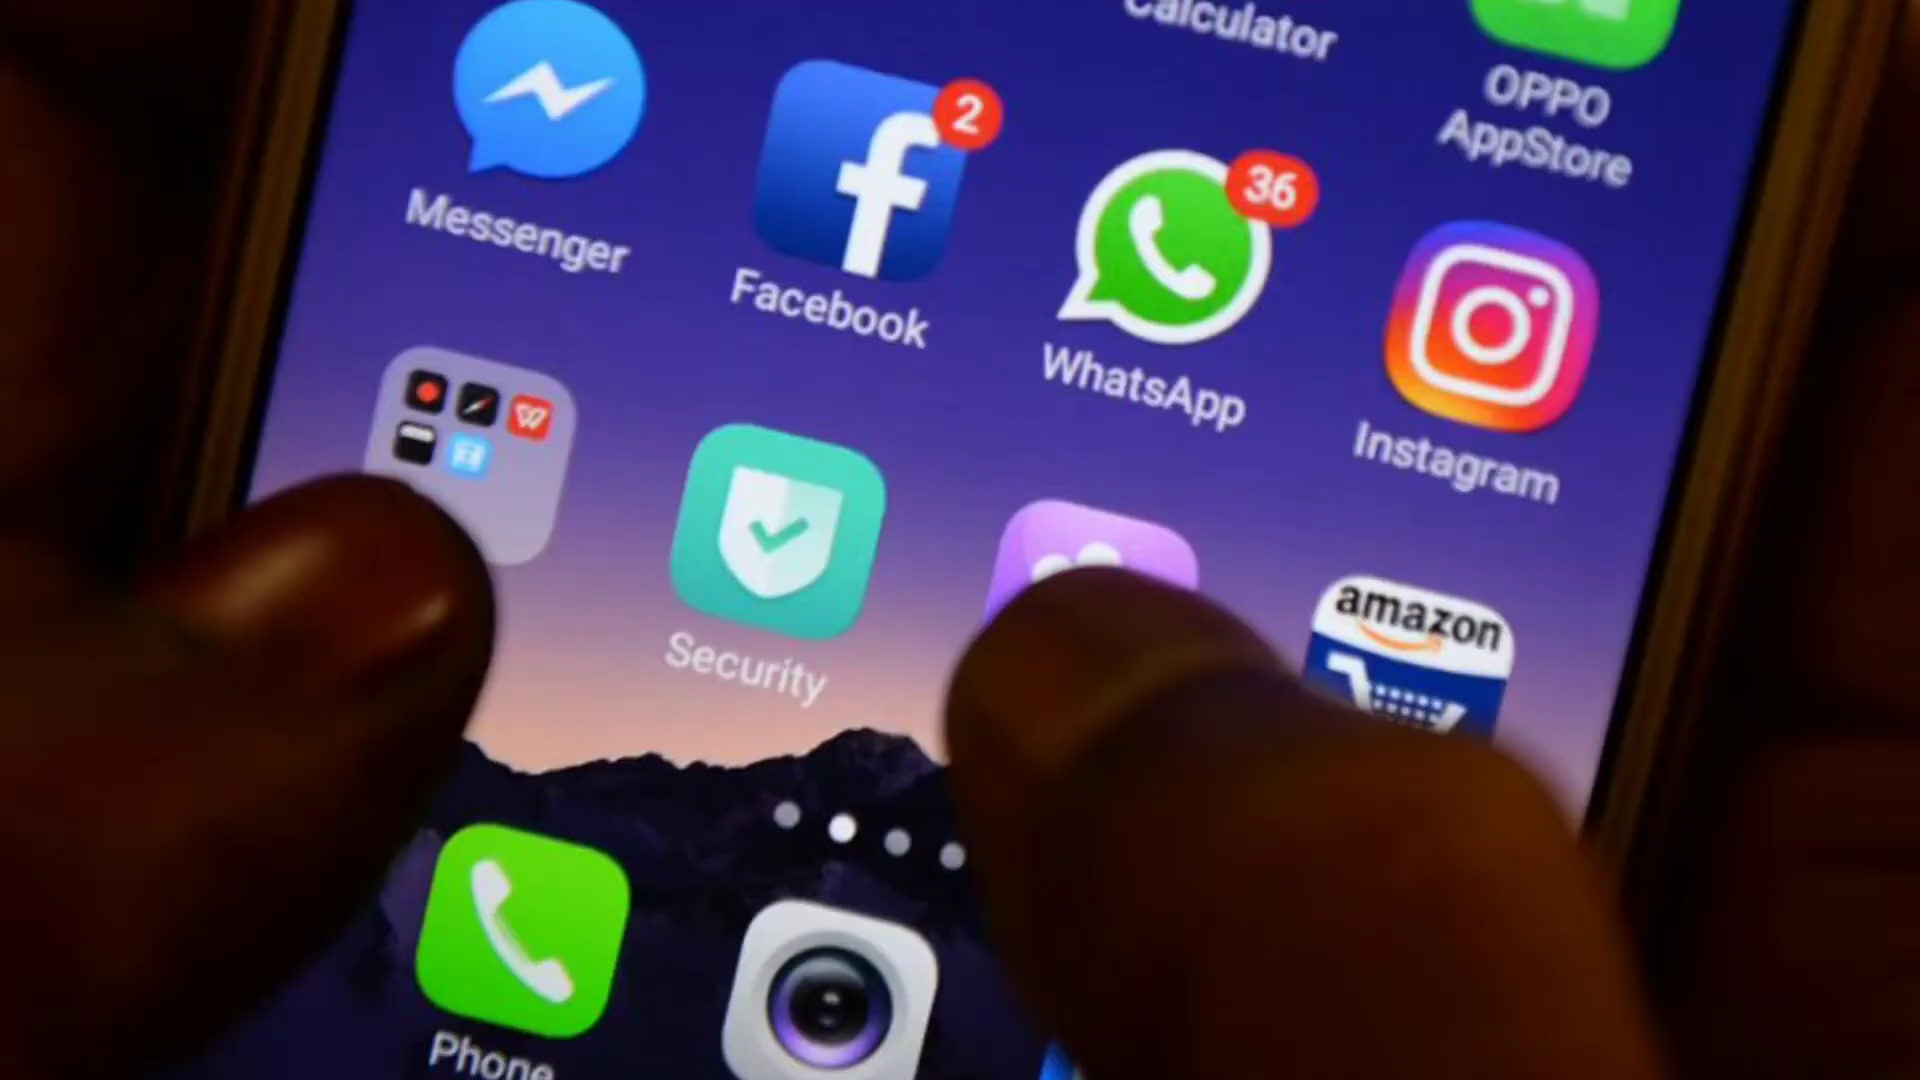 Calculator
OPPO
AppStore
Messenger
2
Facebook
36
WhatsApp
Instagram
Security
amazon
Phone